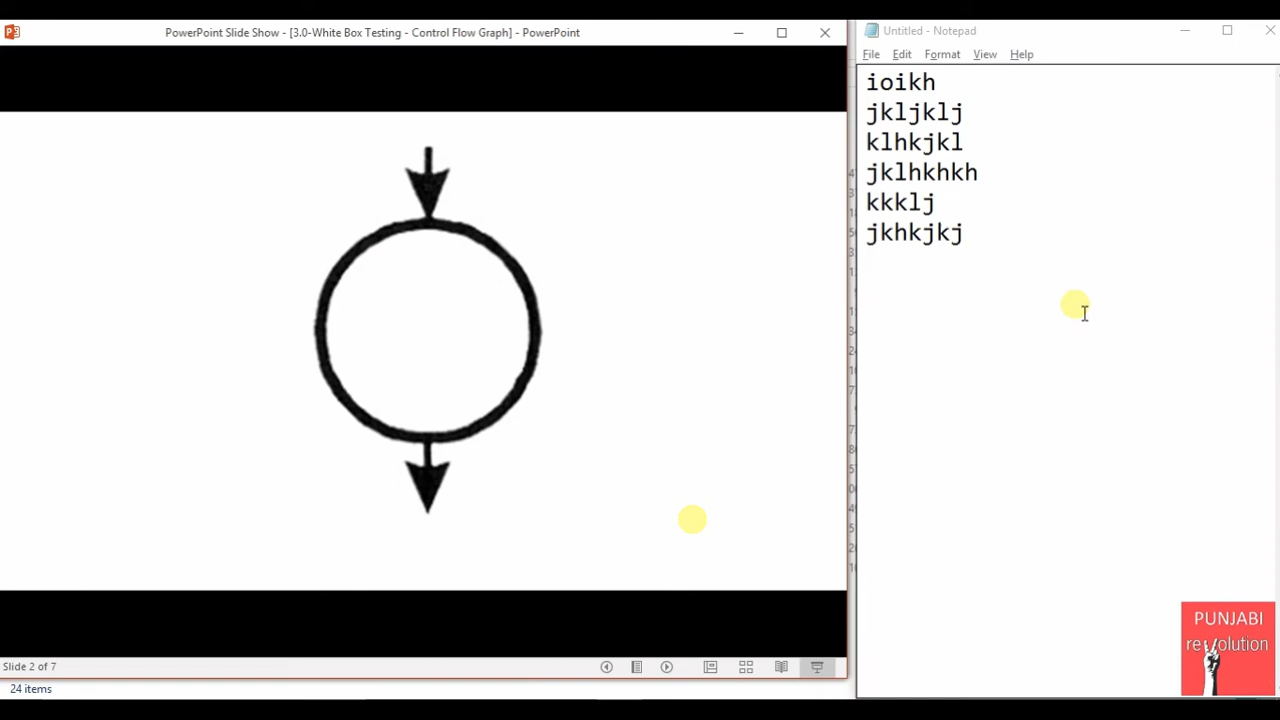 PowerPoint Slide Show - [3.0-White Box Testing - Control Flow Graph] - PowerPoint
Untitled - Notepad
File Edit Format View Help
ioikh
jkljklj
klhkjkl
jklhkhkh
kkklj
jkhkjkj
PUNJABI
revolution
Slide 2 of 7
24 items